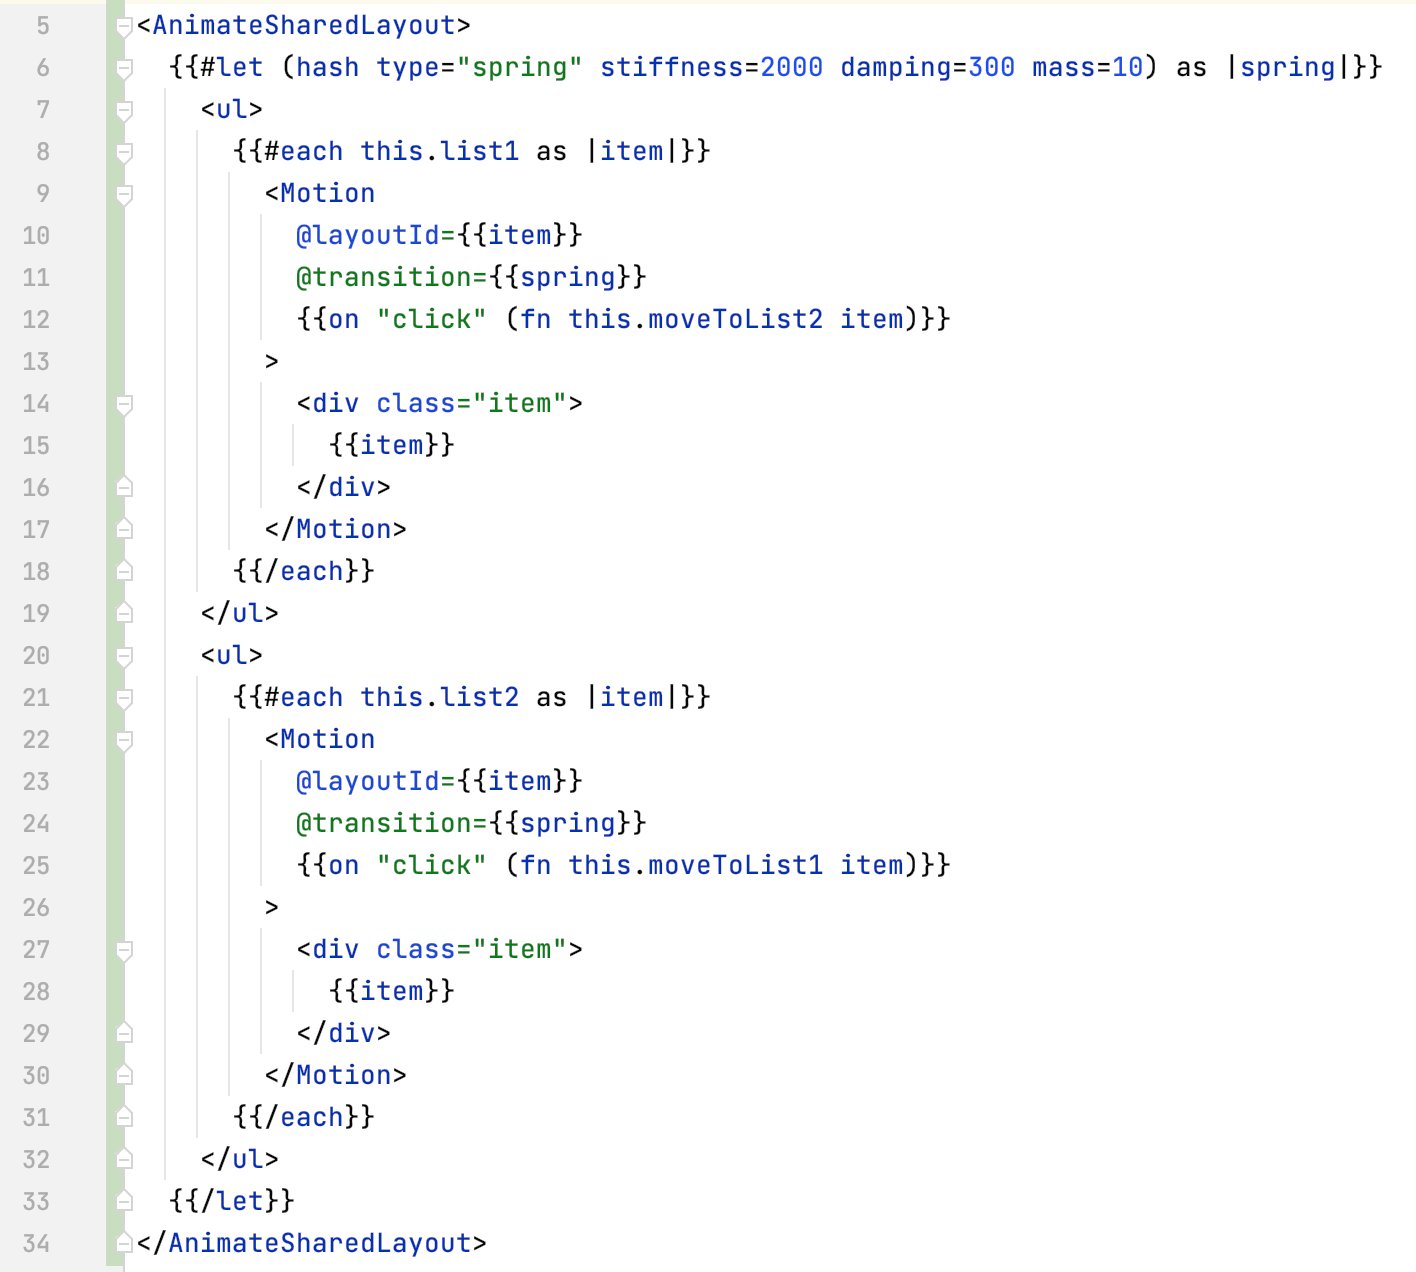 5 <AnimateSharedLayout>
6   {{#let (hash type="spring" stiffness=2000 damping=300 mass=10) as |spring|}}
7     <ul>
8       {{#each this.list1 as |item|}}
9         <Motion
10           @layoutId={{item}}
11           @transition={{spring}}
12           {{on "click" (fn this.moveToList2 item)}}
13         >
14           <div class="item">
15             {{item}}
16           </div>
17         </Motion>
18       {{/each}}
19     </ul>
20     <ul>
21       {{#each this.list2 as |item|}}
22         <Motion
23           @layoutId={{item}}
24           @transition={{spring}}
25           {{on "click" (fn this.moveToList1 item)}}
26         >
27           <div class="item">
28             {{item}}
29           </div>
30         </Motion>
31       {{/each}}
32     </ul>
33   {{/let}}
34 </AnimateSharedLayout>